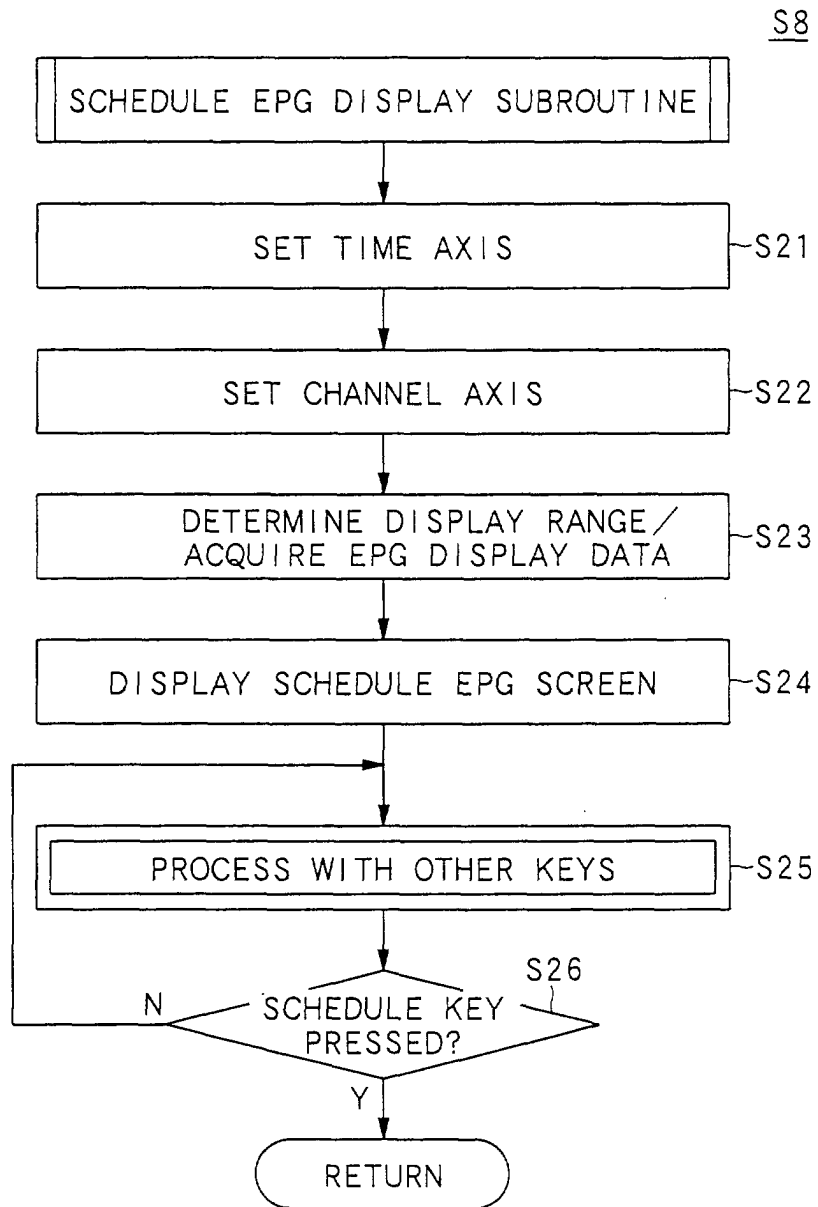 S8
SCHEDULE EPG DISPLAY SUBROUTINE
SET TIME AXIS
S21
SET CHANNEL AXIS
S22
DETERMINE DISPLAY RANGE/
ACQUIRE EPG DISPLAY DATA
S23
DISPLAY SCHEDULE EPG SCREEN
S24
PROCESS WITH OTHER KEYS
S25
S26
N
SCHEDULE KEY
PRESSED?
Y
RETURN